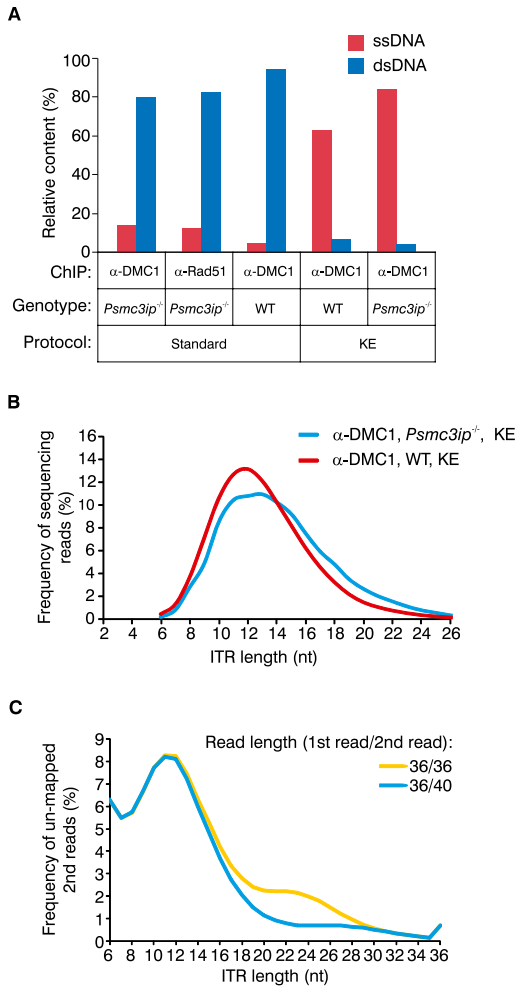 A
ssDNA
dsDNA
Relative content (%)
100
80
60
40
20
0
ChIP: α-DMC1 α-Rad51 α-DMC1 α-DMC1 α-DMC1
Genotype: Psmc3ip-/- Psmc3ip-/- WT WT Psmc3ip-/-
Protocol: Standard KE
B
α-DMC1, Psmc3ip-/-, KE
α-DMC1, WT, KE
Frequency of sequencing
reads (%)
16
14
12
10
8
6
4
2
0
2 4 6 8 10 12 14 16 18 20 22 24 26
ITR length (nt)
C
Read length (1st read/2nd read):
36/36
36/40
Frequency of un-mapped
2nd reads (%)
9
8
7
6
5
4
3
2
1
0
6 8 10 12 14 16 18 20 22 24 26 28 30 32 34 36
ITR length (nt)